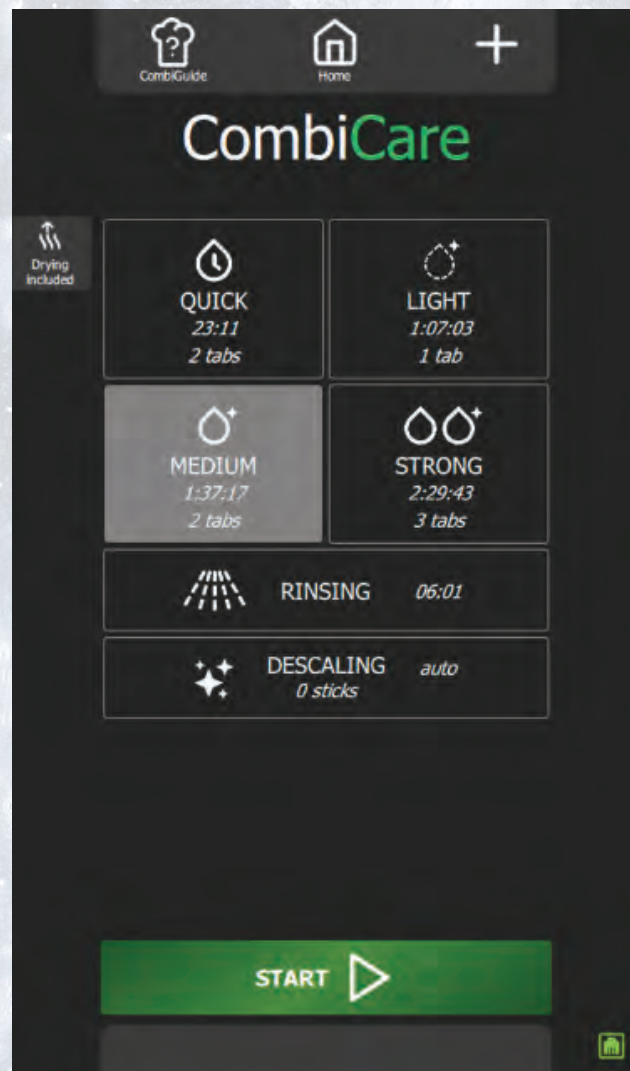 CombiGuide
Home
CombiCare
Drying
included
QUICK
23:11
2 tabs
LIGHT
1:07:03
1 tab
MEDIUM
1:37:17
2 tabs
STRONG
2:29:43
3 tabs
RINSING 06:01
DESCALING auto
0 sticks
START